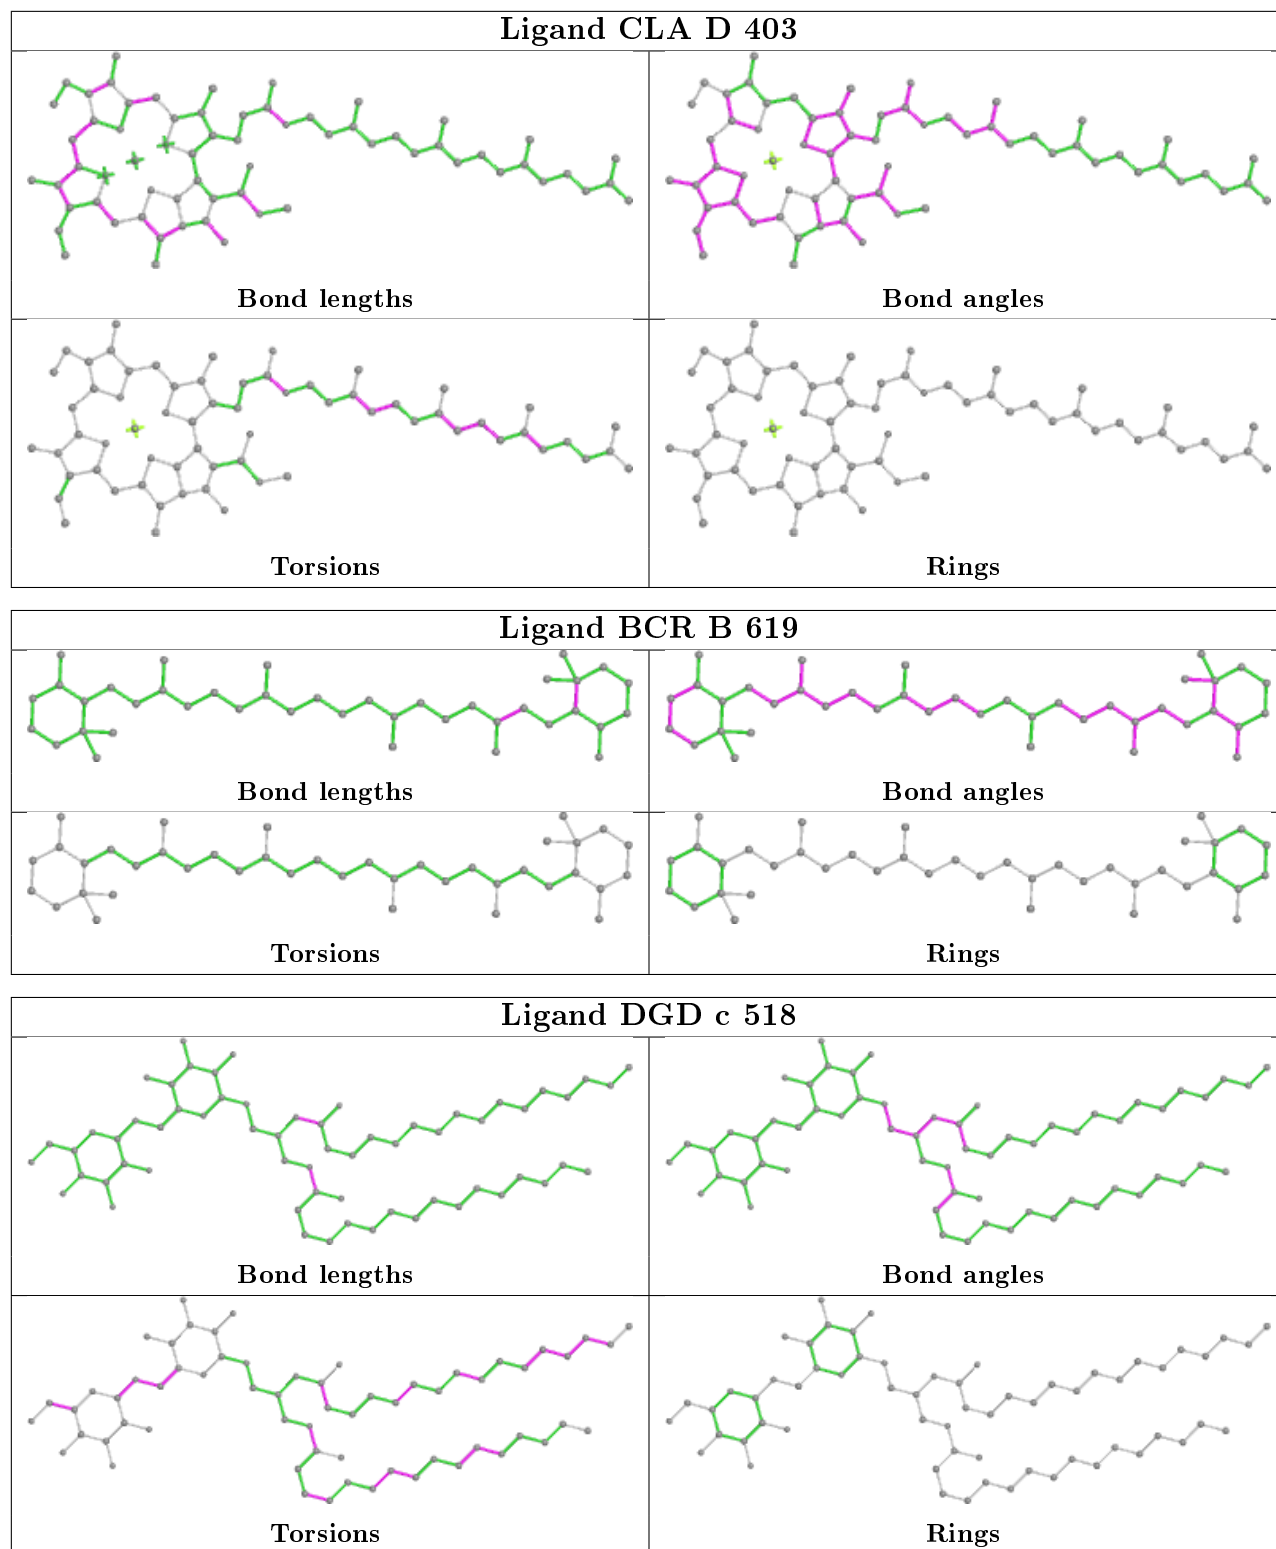 Ligand CLA D 403
Bond lengths
Bond angles
Torsions
Rings
Ligand BCR B 619
Bond lengths
Bond angles
Torsions
Rings
Ligand DGD c 518
Bond lengths
Bond angles
Torsions
Rings